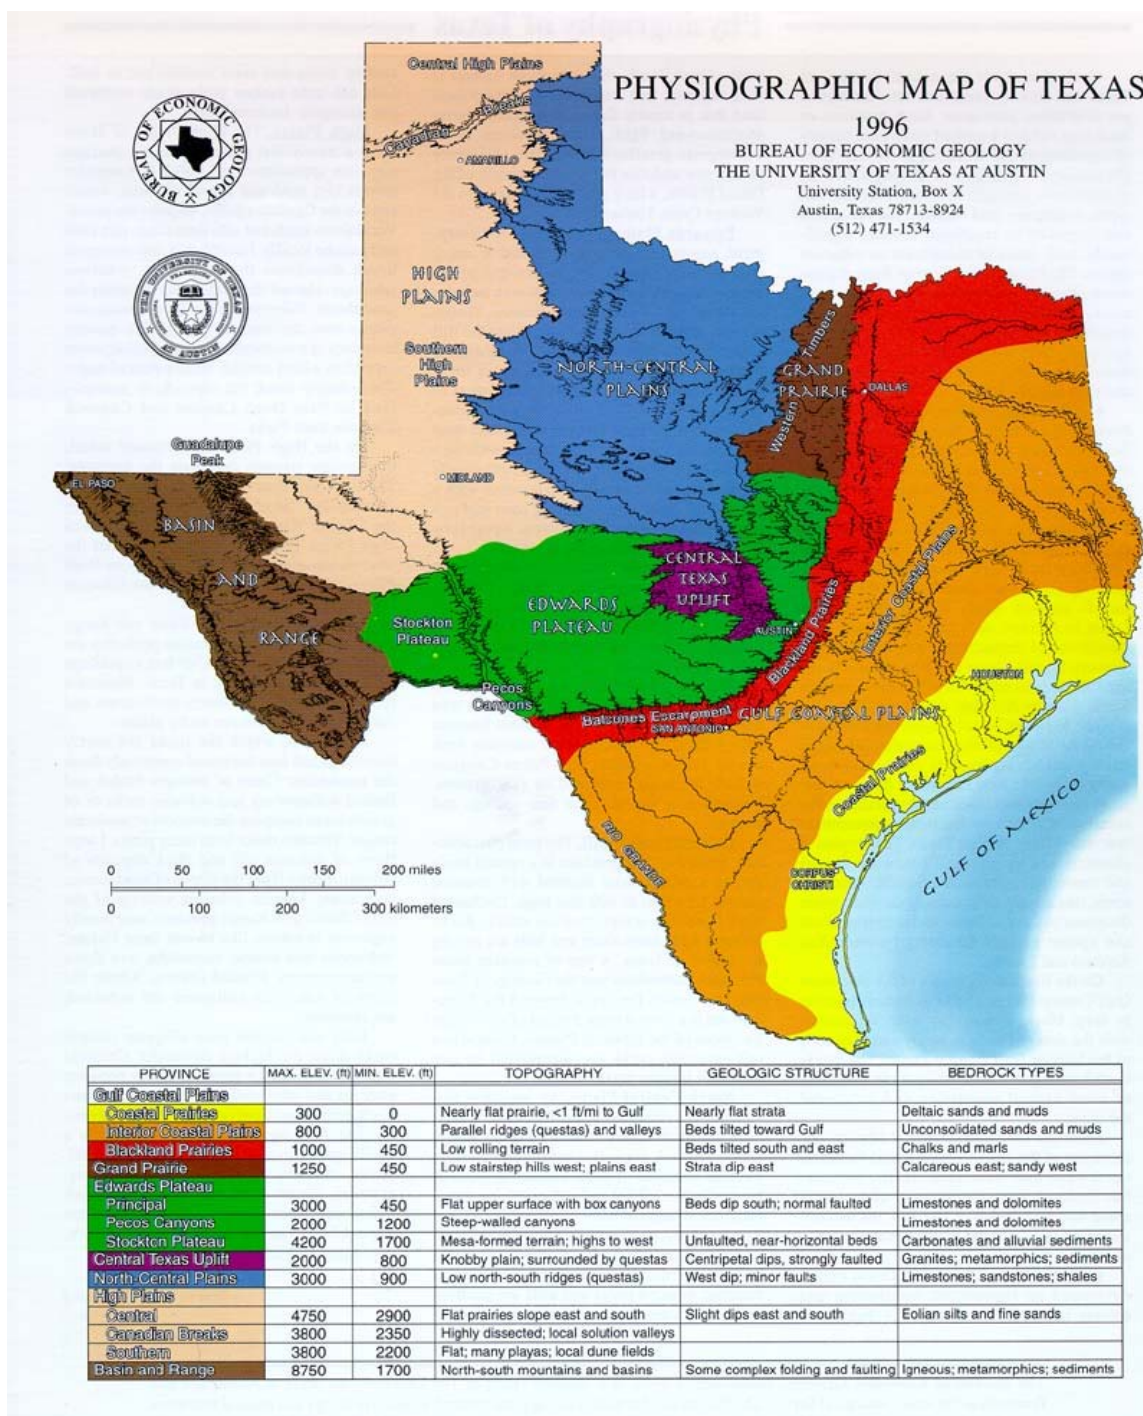 PHYSIOGRAPHIC MAP OF TEXAS
1996
BUREAU OF ECONOMIC GEOLOGY
THE UNIVERSITY OF TEXAS AT AUSTIN
University Station, Box X
Austin, Texas 78713-8924
(512) 471-1534
BUREAU OF ECONOMIC GEOLOGY
THE UNIVERSITY OF TEXAS
AT AUSTIN
Central High Plains
Canadian Breaks
AMARILLO
HIGH
PLAINS
Southern
High
Plains
NORTH-CENTRAL
PLAINS
Western Timbers
GRAND
PRAIRIE
DALLAS
Guadalupe
Peak
EL PASO
MIDLAND
BASIN
AND
RANGE
CENTRAL
TEXAS
UPLIFT
EDWARDS
PLATEAU
Stockton
Plateau
AUSTIN
Blackland Prairies
Interior Coastal Plains
Pecos
Canyons
Balcones Escarpment
GULF COASTAL PLAINS
SAN ANTONIO
HOUSTON
Coastal Prairies
RIO GRANDE
CORPUS
CHRISTI
GULF OF MEXICO
0 50 100 200 miles
0 100 200 300 kilometers
PROVINCE MAX. ELEV. (ft) MIN. ELEV. (ft) TOPOGRAPHY GEOLOGIC STRUCTURE BEDROCK TYPES
Gulf Coastal Plains
Coastal Prairies 300 0 Nearly flat prairie, <1 ft/mi to Gulf Nearly flat strata Deltaic sands and muds
Interior Coastal Plains 800 300 Parallel ridges (questas) and valleys Beds tilted toward Gulf Unconsolidated sands and muds
Blackland Prairies 1000 450 Low rolling terrain Beds tilted south and east Chalks and marls
Grand Prairie 1250 450 Low stairstep hills west; plains east Strata dip east Calcareous east; sandy west
Edwards Plateau
Principal 3000 450 Flat upper surface with box canyons Beds dip south; normal faulted Limestones and dolomites
Pecos Canyons 2000 1200 Steep-walled canyons Limestones and dolomites
Stockton Plateau 4200 1700 Mesa-formed terrain; highs to west Unfaulted, near-horizontal beds Carbonates and alluvial sediments
Central Texas Uplift 2000 800 Knobby plain; surrounded by questas Centripetal dips, strongly faulted Granites; metamorphics; sediments
North-Central Plains 3000 900 Low north-south ridges (questas) West dip; minor faults Limestones; sandstones; shales
High Plains
Central 4750 2900 Flat prairies slope east and south Slight dips east and south Eolian silts and fine sands
Canadian Breaks 3800 2350 Highly dissected; local solution valleys
Southern 3800 2200 Flat; many playas; local dune fields
Basin and Range 8750 1700 North-south mountains and basins Some complex folding and faulting Igneous; metamorphics; sediments